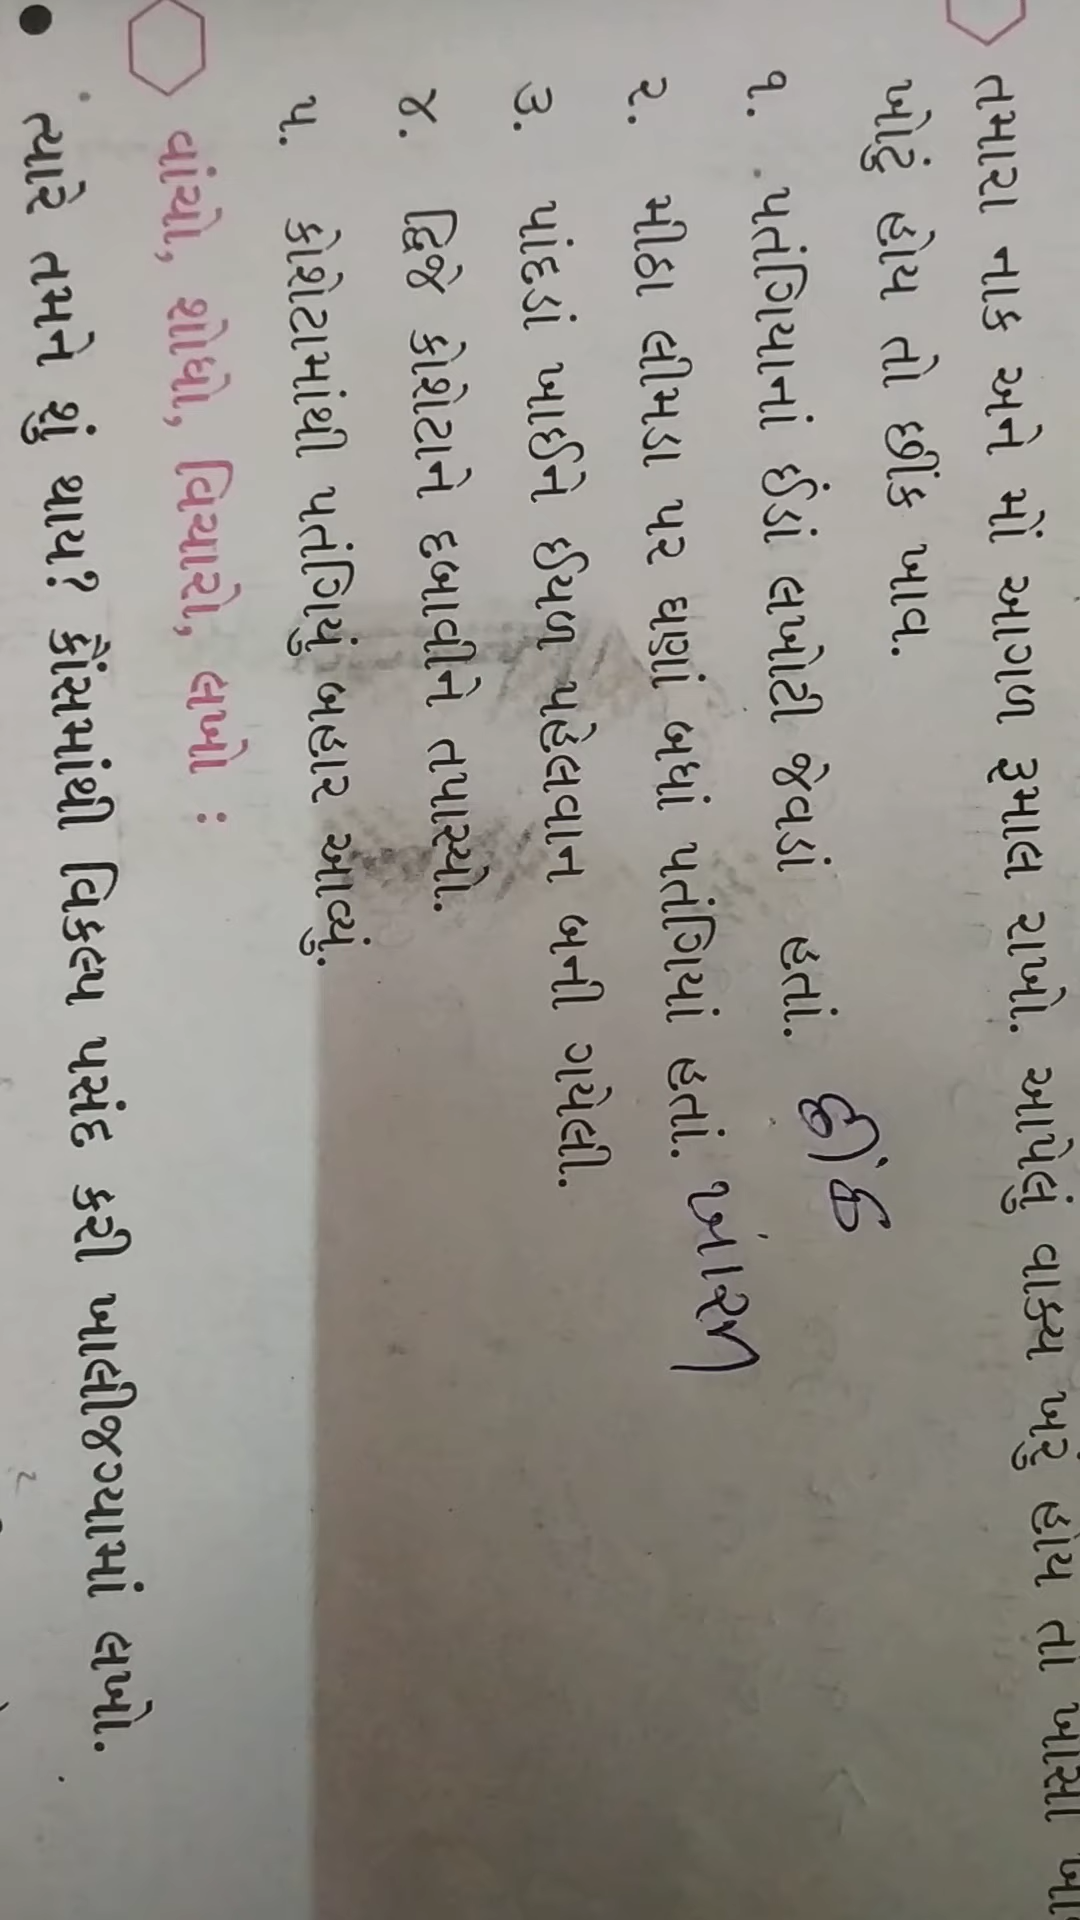 તમારા નાક અને મોં આગળ રૂમાલ રાખો. આપેલું વાક્ય ખરું હોય તો ખાંસી
ખોટું હોય તો છીંક ખાવ.
૧. પતંગિયાનાં ઈંડાં લખોટી જેવડાં હતાં. છીંક
૨. મીઠા લીમડા પર ઘણાં બધાં પતંગિયાં હતાં.
૩. પાંદડાં ખાઈને ઈયળ પહેલવાન બની ગયેલી.
૪. દ્વિજે કોશેટાને દબાવીને તપાસ્યો.
૫. કોશેટામાંથી પતંગિયું બહાર આવ્યું.
વાંચો, શોધો, વિચારો, લખો :
• ત્યારે તમને શું થાય? કૌંસમાંથી વિકલ્પ પસંદ કરી ખાલીજગ્યામાં લખો.